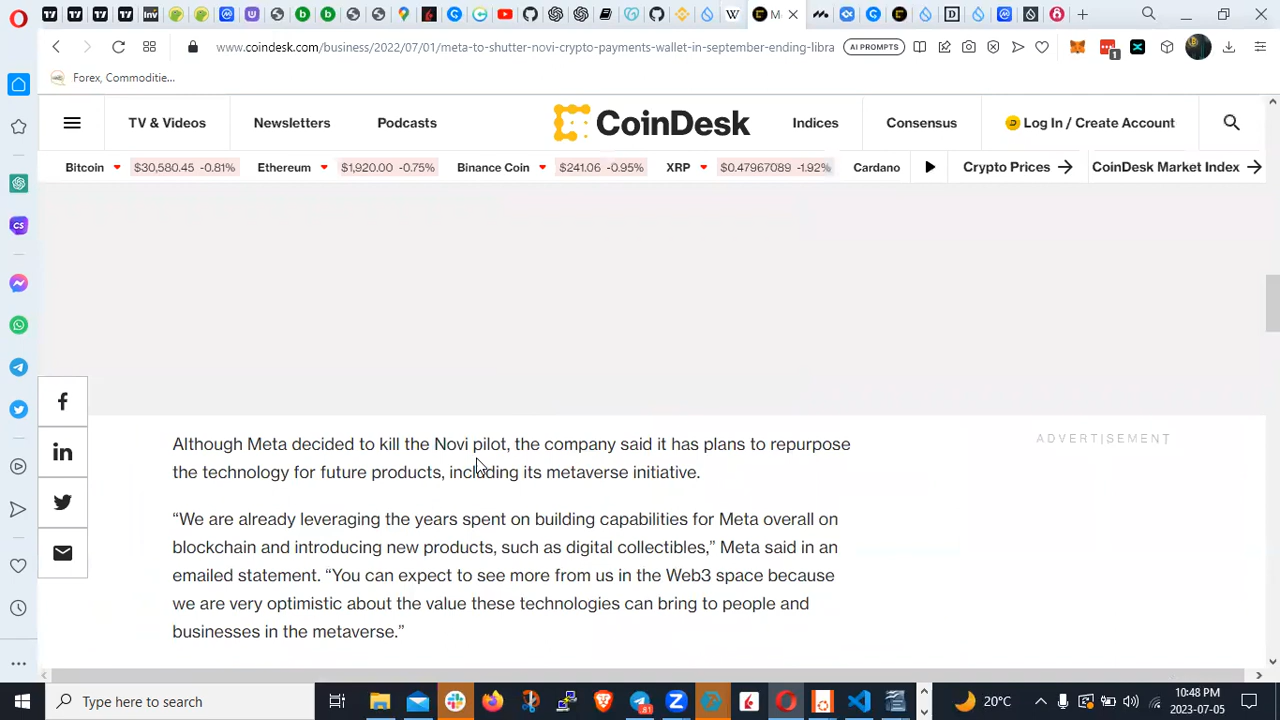 www.coindesk.com/business/2022/07/01/meta-to-shutter-novi-crypto-payments-wallet-in-september-ending-libra
AI PROMPTS
1
Forex, Commoditie...
TV & Videos
Newsletters
Podcasts
CoinDesk
Indices
Consensus
Log In / Create Account
Bitcoin $30,580.45 -0.81%
Ethereum $1,920.00 -0.75%
Binance Coin $241.06 -0.95%
XRP $0.47967089 -1.92%
Cardano
Crypto Prices
CoinDesk Market Index
Although Meta decided to kill the Novi pilot, the company said it has plans to repurpose
the technology for future products, including its metaverse initiative.
ADVERTISEMENT
“We are already leveraging the years spent on building capabilities for Meta overall on
blockchain and introducing new products, such as digital collectibles,” Meta said in an
emailed statement. “You can expect to see more from us in the Web3 space because
we are very optimistic about the value these technologies can bring to people and
businesses in the metaverse.”
Type here to search
81
20°C
10:48 PM
2023-07-05